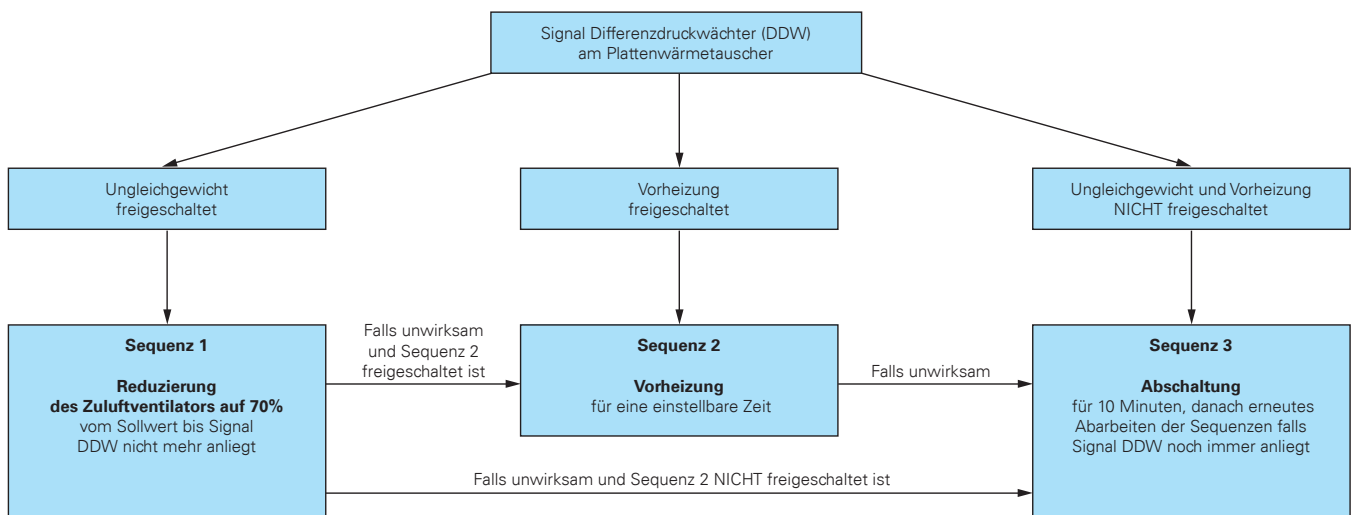 Signal Differenzdruckwächter (DDW)
am Plattenwärmetauscher
Ungleichgewicht
freigeschaltet
Vorheizung
freigeschaltet
Ungleichgewicht und Vorheizung
NICHT freigeschaltet
Sequenz 1
Reduzierung
des Zuluftventilators auf 70%
vom Sollwert bis Signal
DDW nicht mehr anliegt
Falls unwirksam
und Sequenz 2
freigeschaltet ist
Sequenz 2
Vorheizung
für eine einstellbare Zeit
Falls unwirksam
Sequenz 3
Abschaltung
für 10 Minuten, danach erneutes
Abarbeiten der Sequenzen falls
Signal DDW noch immer anliegt
Falls unwirksam und Sequenz 2 NICHT freigeschaltet ist